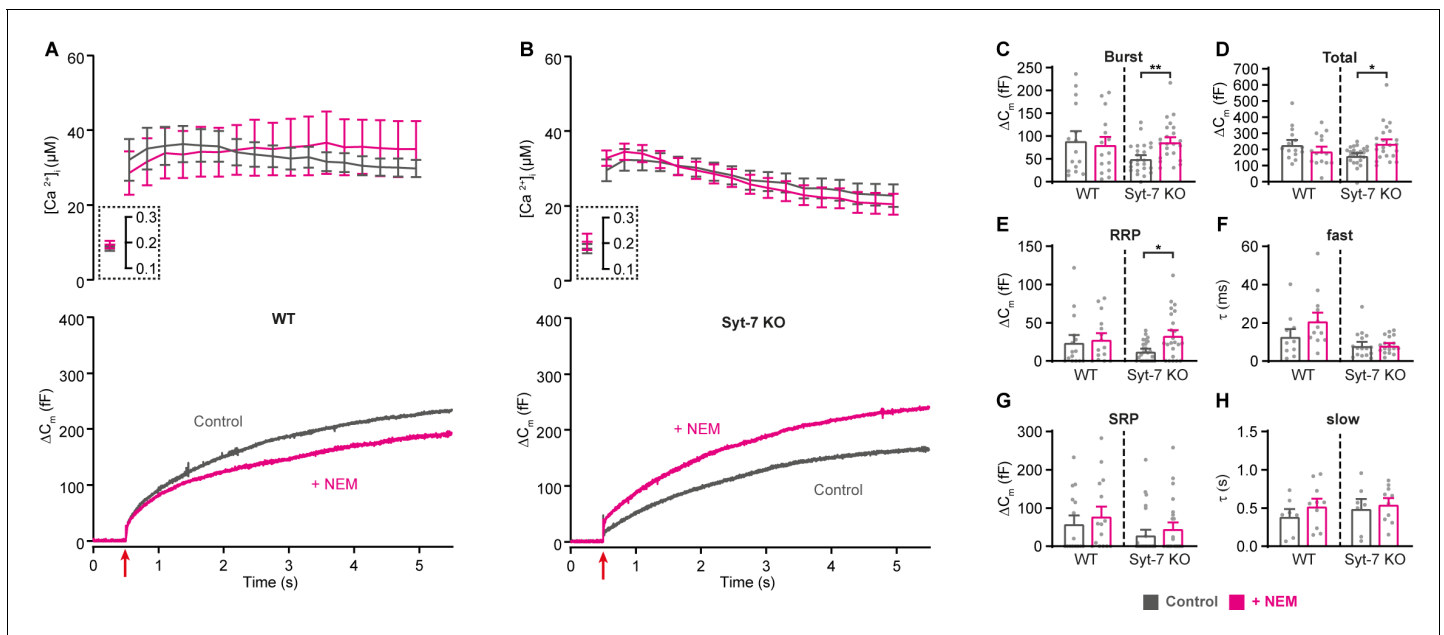 A
60
40
20
0
[Ca 2+]i (µM)
0.3
0.2
0.1
WT
400
300
200
100
0
ΔCm (fF)
Control
+ NEM
0 1 2 3 4 5
Time (s)
B
60
40
20
0
[Ca 2+]i (µM)
0.3
0.2
0.1
Syt-7 KO
400
300
200
100
0
ΔCm (fF)
+ NEM
Control
0 1 2 3 4 5
Time (s)
C
Burst
250
200
150
100
50
0
ΔCm (fF)
**
WT Syt-7 KO
D
Total
700
600
500
400
300
200
100
0
ΔCm (fF)
*
WT Syt-7 KO
E
RRP
150
100
50
0
ΔCm (fF)
*
WT Syt-7 KO
F
fast
60
40
20
0
τ (ms)
WT Syt-7 KO
G
SRP
300
200
100
0
ΔCm (fF)
WT Syt-7 KO
H
slow
1.5
1.0
0.5
0.0
τ (s)
WT Syt-7 KO
Control + NEM